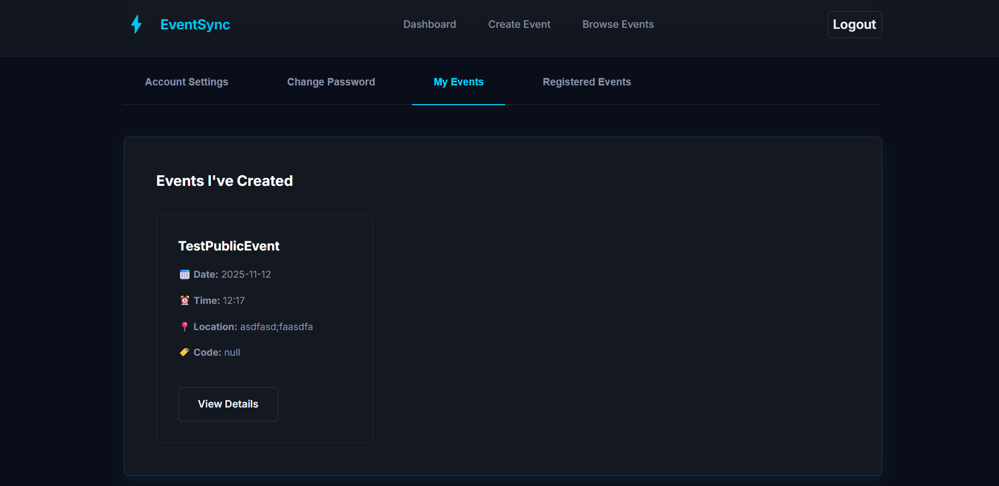 EventSync
Dashboard
Create Event
Browse Events
Logout
Account Settings
Change Password
My Events
Registered Events
Events I've Created
TestPublicEvent
Date: 2025-11-12
Time: 12:17
Location: asdfasd;faasdfa
Code: null
View Details